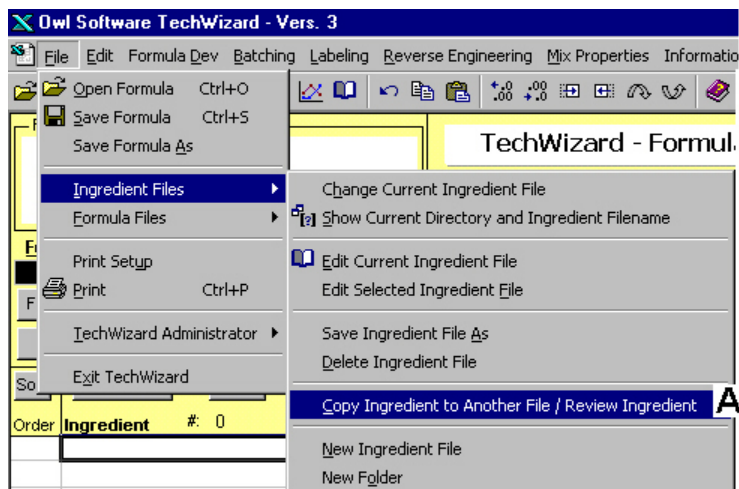 Owl Software TechWizard - Vers. 3
File Edit Formula Dev Batching Labeling Reverse Engineering Mix Properties Informatio
Open Formula Ctrl+O
Save Formula Ctrl+S
Save Formula As
TechWizard - Formul
Ingredient Files
Formula Files
Print Setup
Print Ctrl+P
TechWizard Administrator
Exit TechWizard
Change Current Ingredient File
Show Current Directory and Ingredient Filename
Edit Current Ingredient File
Edit Selected Ingredient File
Save Ingredient File As
Delete Ingredient File
Copy Ingredient to Another File / Review Ingredient A
New Ingredient File
New Folder
F
So
Order Ingredient #: 0